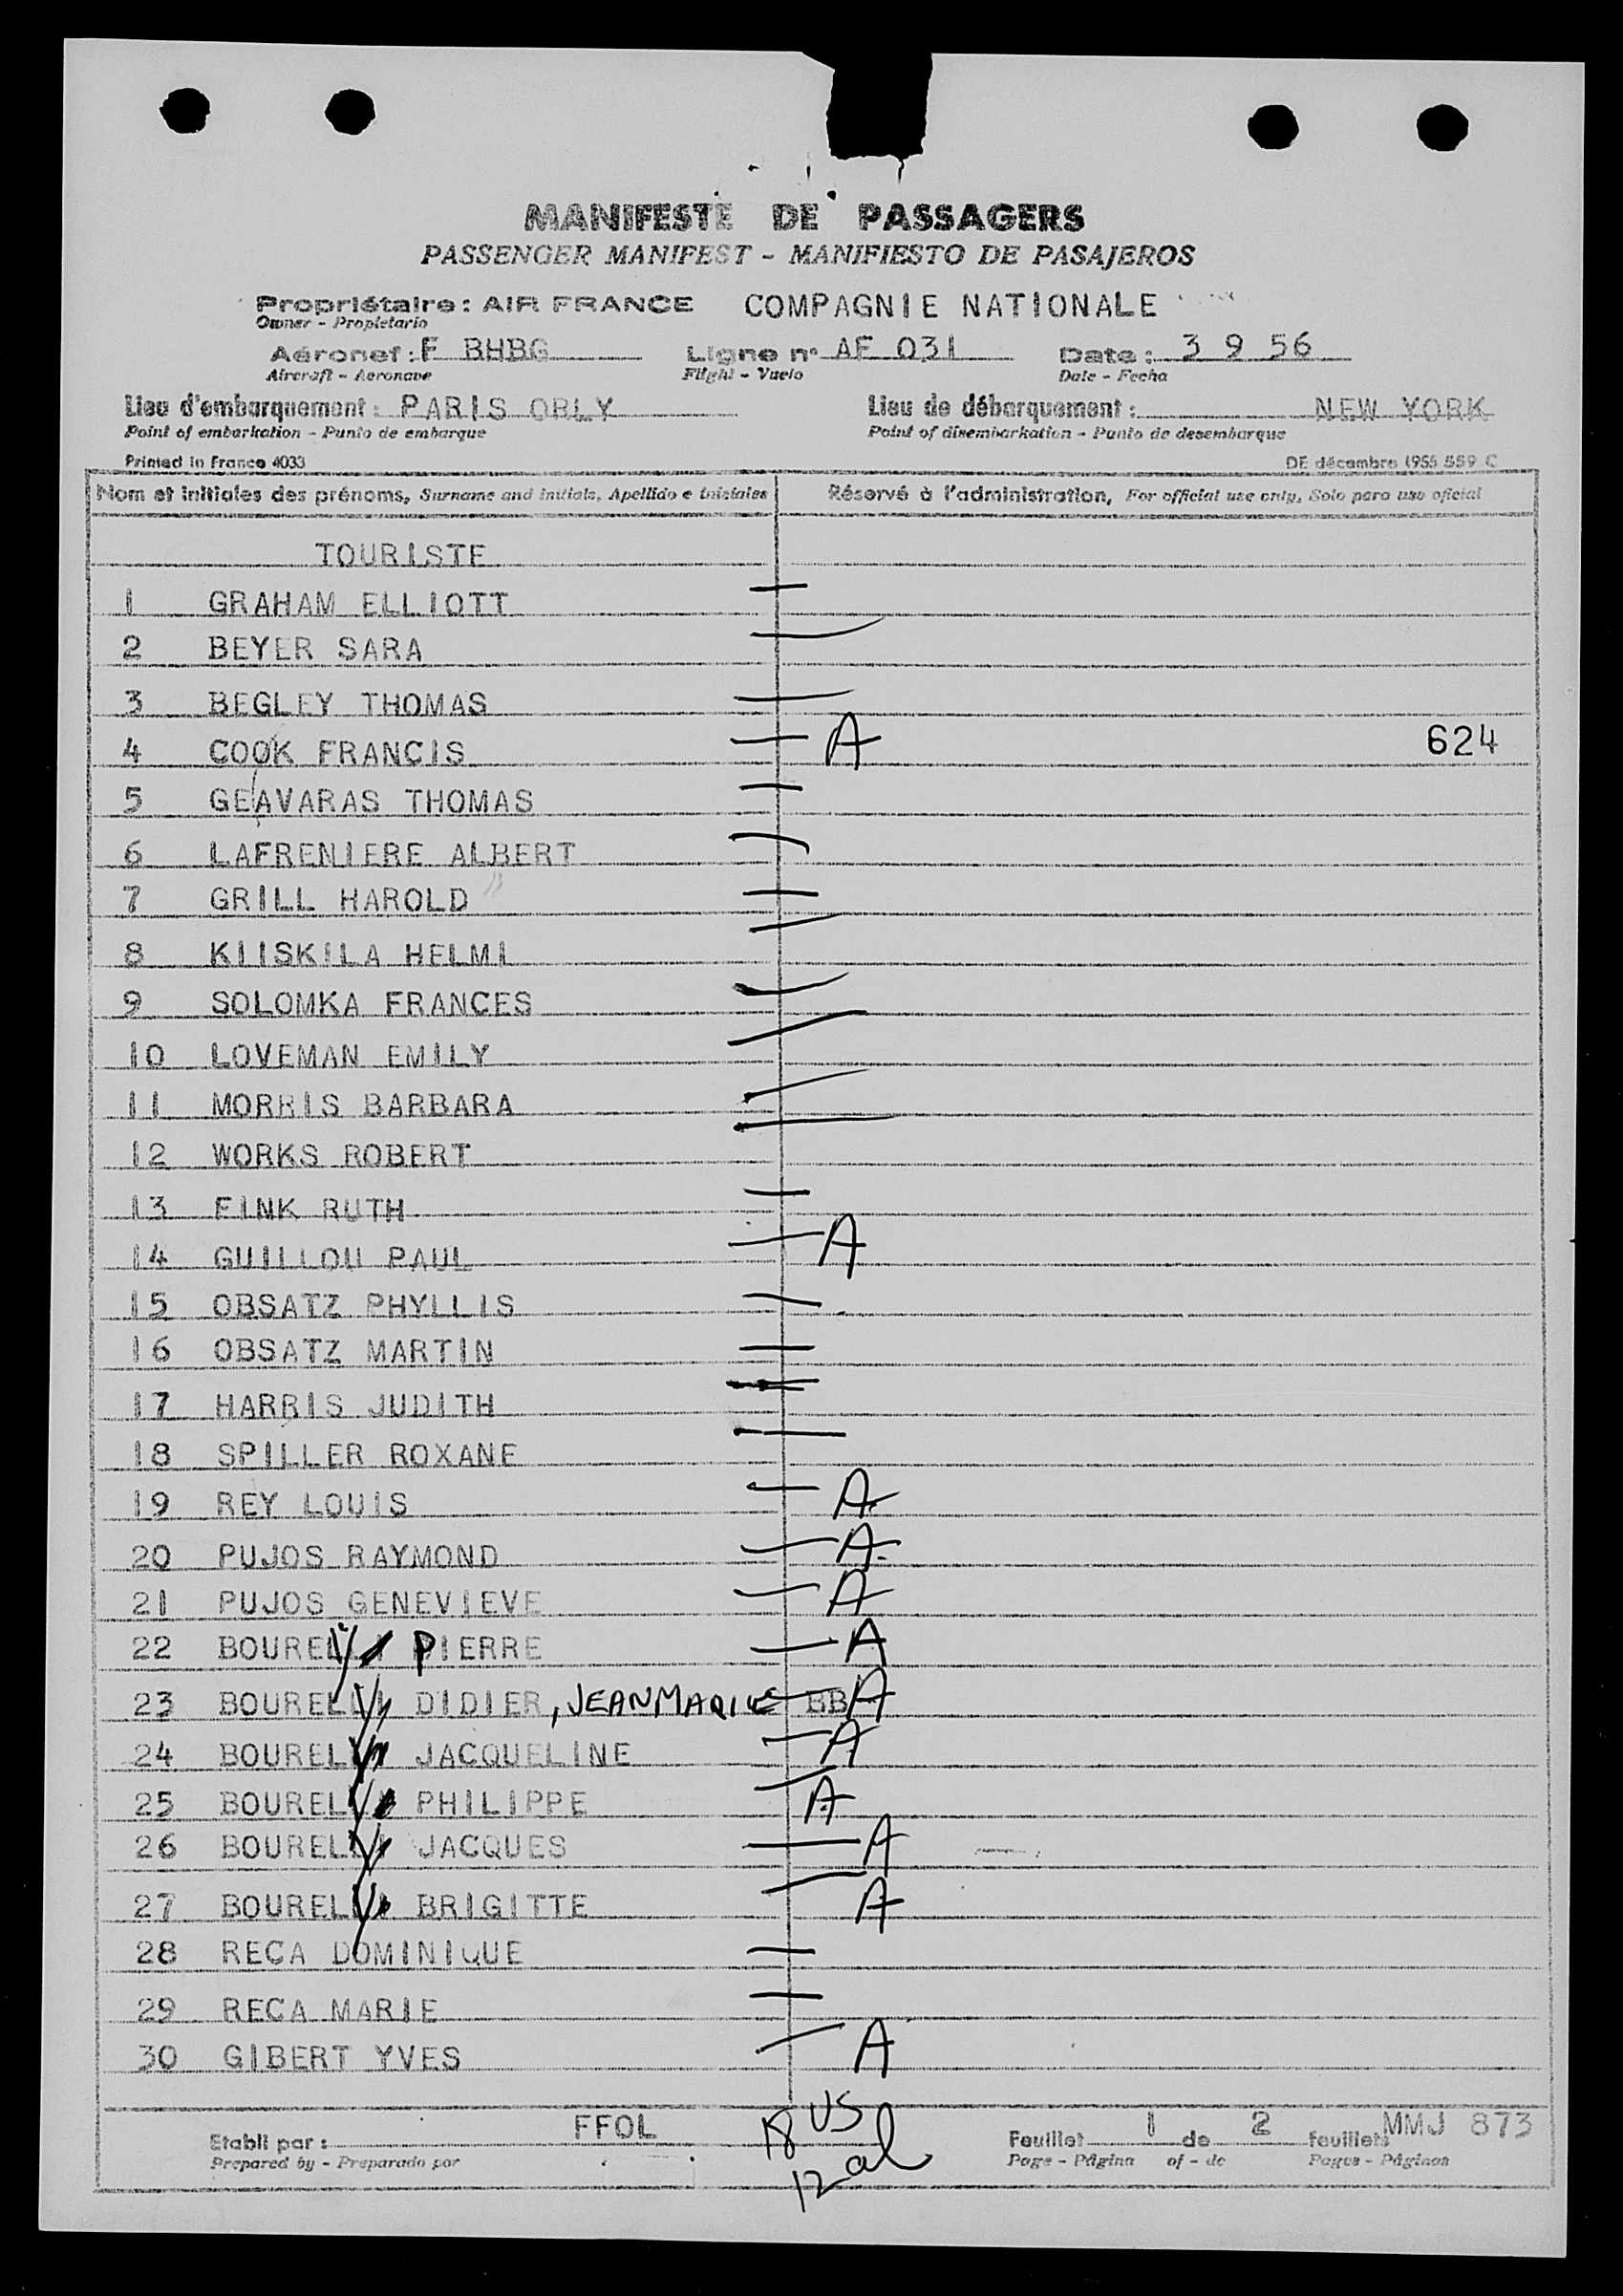 MANIFESTE DE PASSAGERS
PASSENGER MANIFEST - MANIFIESTO DE PASAJEROS
Propriétaire : AIR FRANCE COMPAGNIE NATIONALE
Owner - Propietario
Aéronef : F BHBG Ligne n° AF 031 Date : 3 9 56
Aircraft - Aeronave Flight - Vuelo Date - Fecha
Lieu d'embarquement : PARIS ORLY Lieu de débarquement : NEW YORK
Point of embarkation - Punto de embarque Point of disembarkation - Punto de desembarque
Printed in France 4033 DE décembre 1955 559 C
Nom et initiales des prénoms, Surname and initials, Apellido e iniciales Réservé à l'administration, For official use only, Solo para uso oficial
TOURISTE
1 GRAHAM ELLIOTT
2 BEYER SARA
3 BEGLEY THOMAS
4 COOK FRANCIS A 624
5 GEAVARAS THOMAS
6 LAFRENIERE ALBERT
7 GRILL HAROLD
8 KIISKILA HELMI
9 SOLOMKA FRANCES
10 LOVEMAN EMILY
11 MORRIS BARBARA
12 WORKS ROBERT
13 FINK RUTH
14 GUILLOU PAUL A
15 OBSATZ PHYLLIS
16 OBSATZ MARTIN
17 HARRIS JUDITH
18 SPILLER ROXANE
19 REY LOUIS A
20 PUJOS RAYMOND A
21 PUJOS GENEVIEVE A
22 BOURELLY PIERRE A
23 BOURELLY DIDIER, JEAN MARIUS BB A
24 BOURELLY JACQUELINE A
25 BOURELLY PHILIPPE A
26 BOURELLY JACQUES A
27 BOURELLY BRIGITTE A
28 RECA DOMINIQUE
29 RECA MARIE
30 GIBERT YVES A
Etabli par : FFOL 18 US Feuillet 1 de 2 feuillets MMJ 873
Prepared by - Preparado por 12 al Page - Página of - de Pages - Páginas